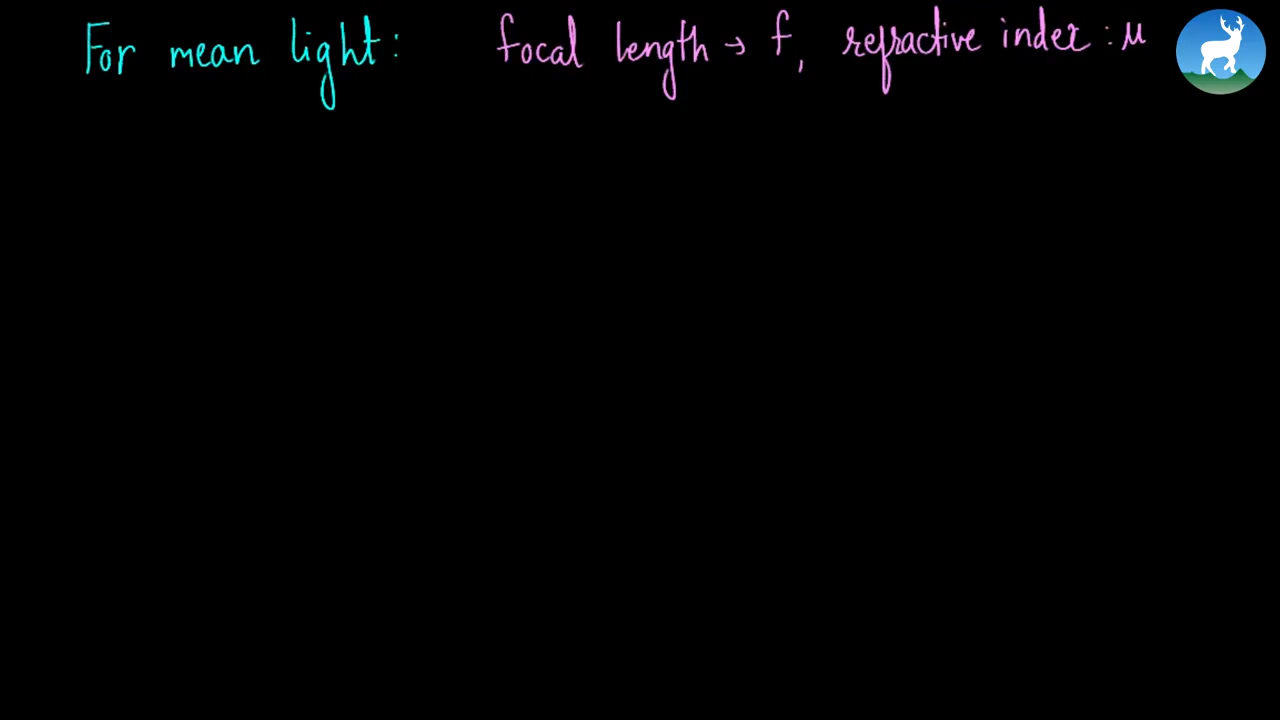 For mean light: focal length → f, refractive index : μ